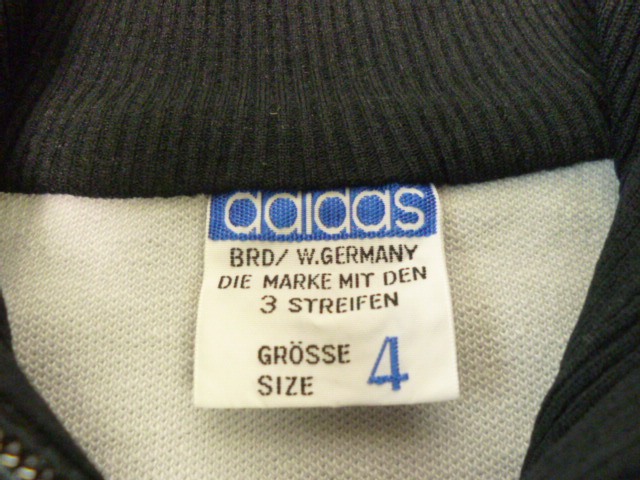 adidas
BRD/ W.GERMANY
DIE MARKE MIT DEN
3 STREIFEN
GRÖSSE 4
SIZE